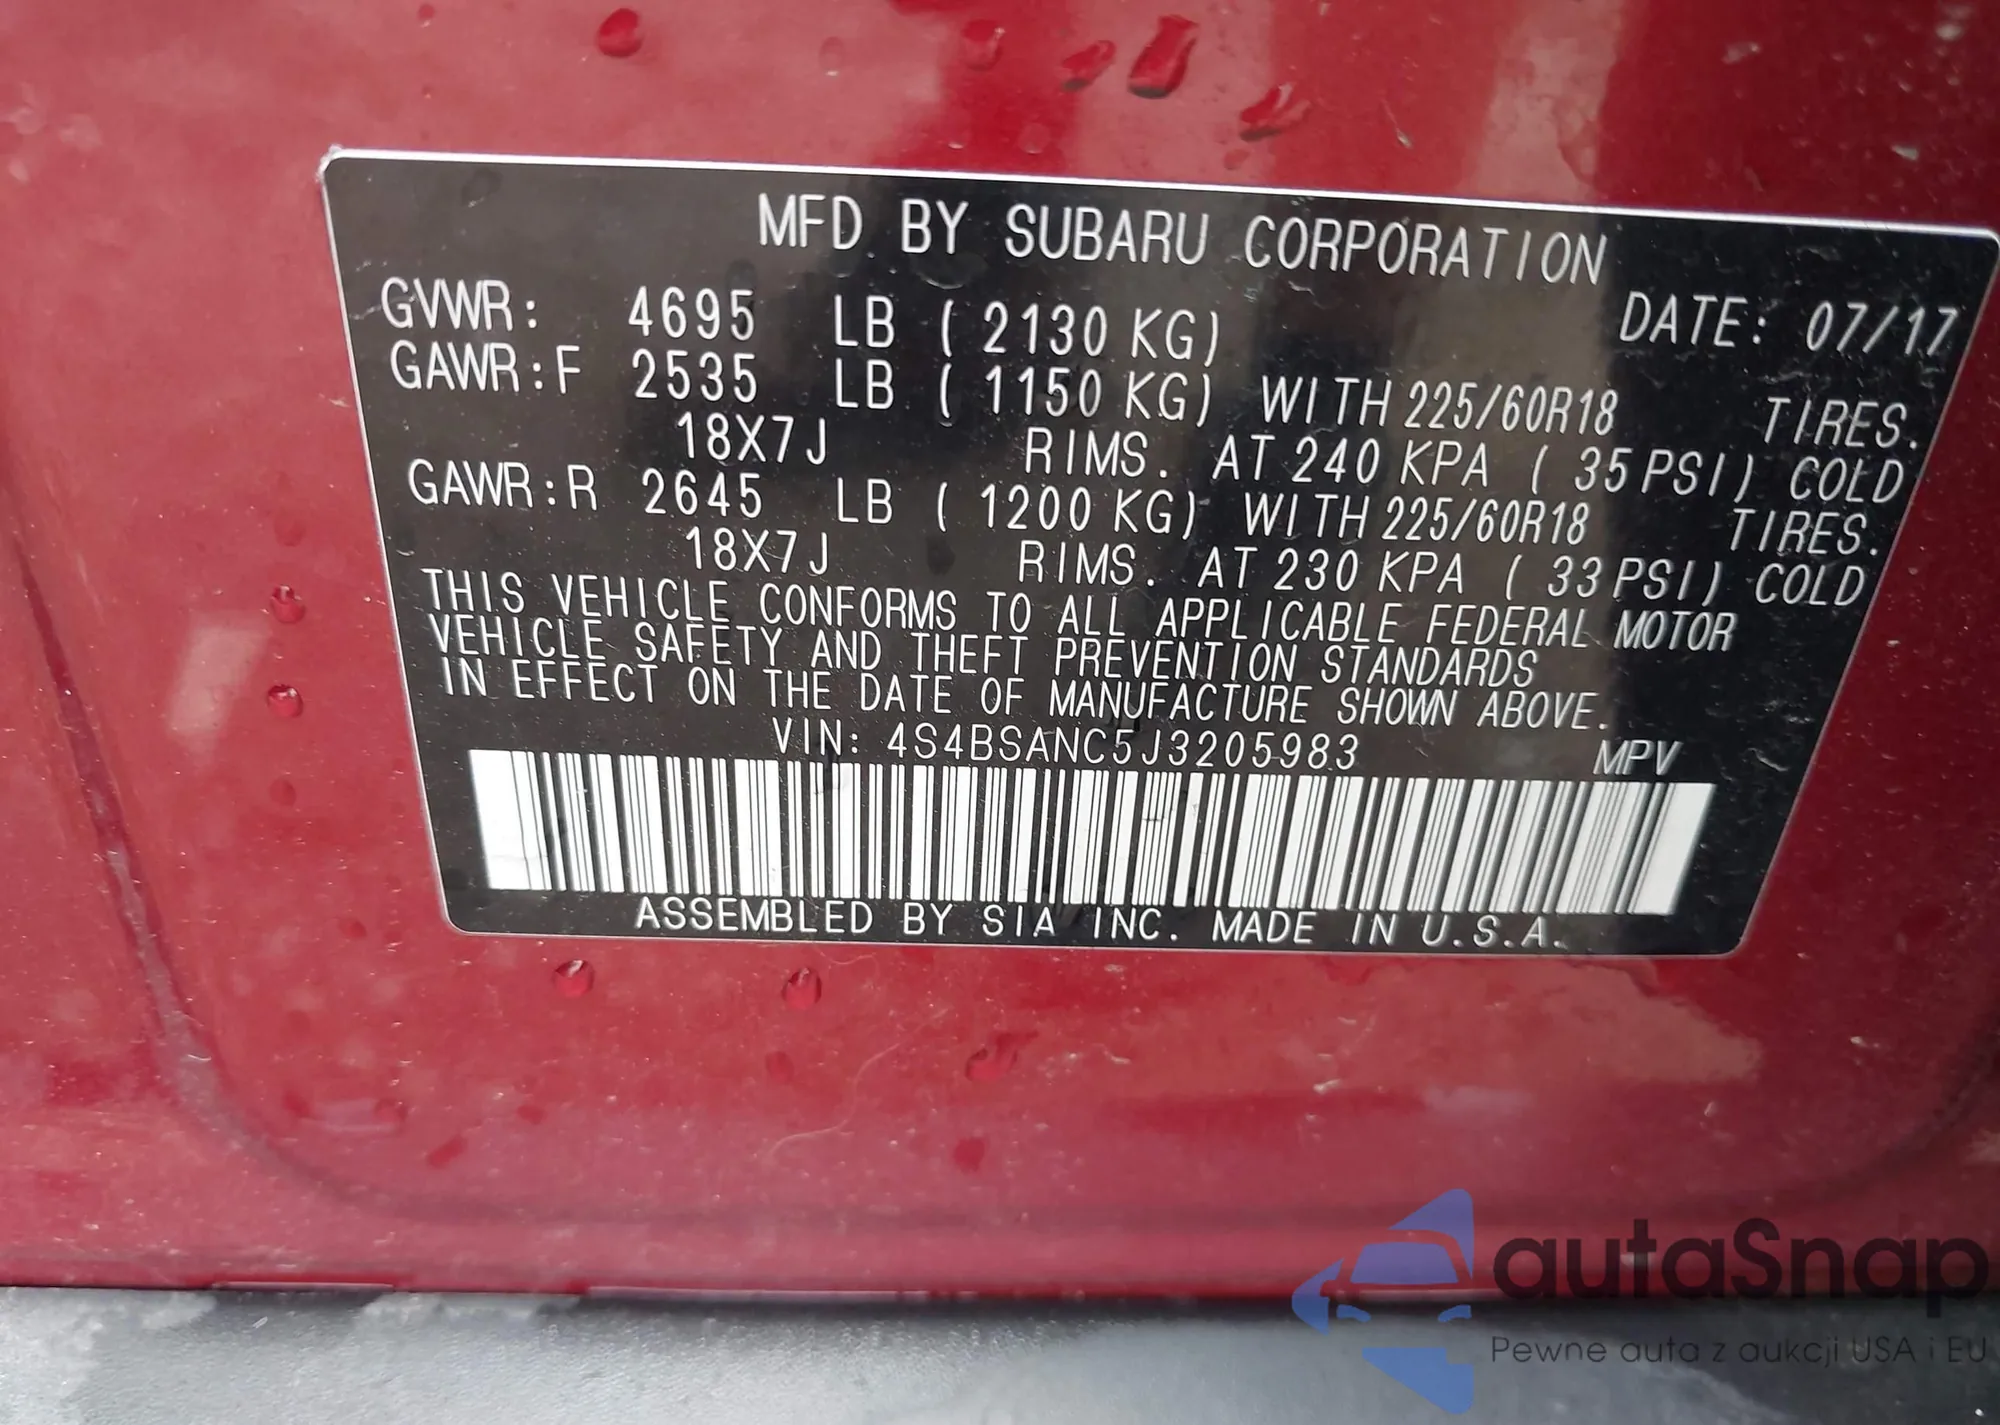 MFD BY SUBARU CORPORATION
GVWR: 4695 LB ( 2130 KG) DATE: 07/17
GAWR:F 2535 LB ( 1150 KG) WITH 225/60R18 TIRES.
18X7J RIMS. AT 240 KPA ( 35 PSI) COLD
GAWR:R 2645 LB ( 1200 KG) WITH 225/60R18 TIRES.
18X7J RIMS. AT 230 KPA ( 33 PSI) COLD
THIS VEHICLE CONFORMS TO ALL APPLICABLE FEDERAL MOTOR
VEHICLE SAFETY AND THEFT PREVENTION STANDARDS
IN EFFECT ON THE DATE OF MANUFACTURE SHOWN ABOVE.
VIN: 4S4BSANC5J3205983 MPV
ASSEMBLED BY SIA INC. MADE IN U.S.A.
autaSnap
Pewne auta z aukcji USA i EU